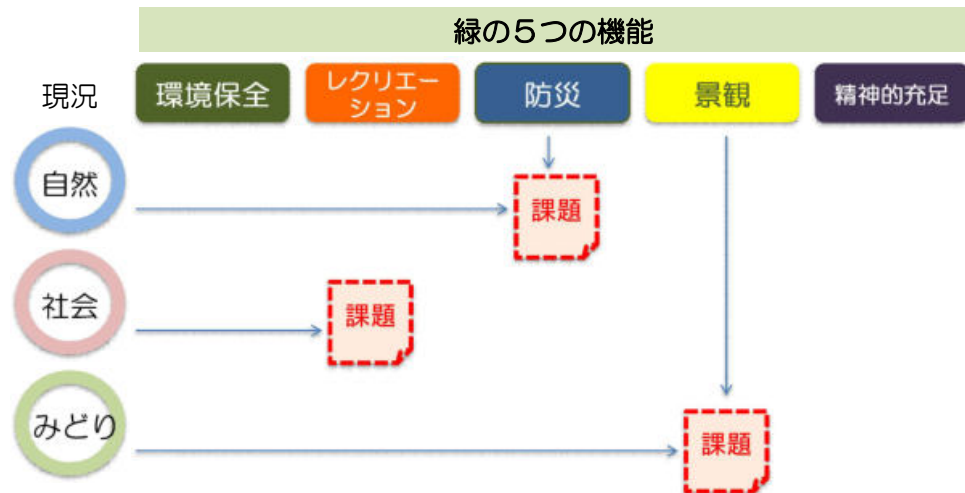 緑の５つの機能
現況
環境保全
レクリエー
ション
防災
景観
精神的充足
自然
課題
社会
課題
みどり
課題